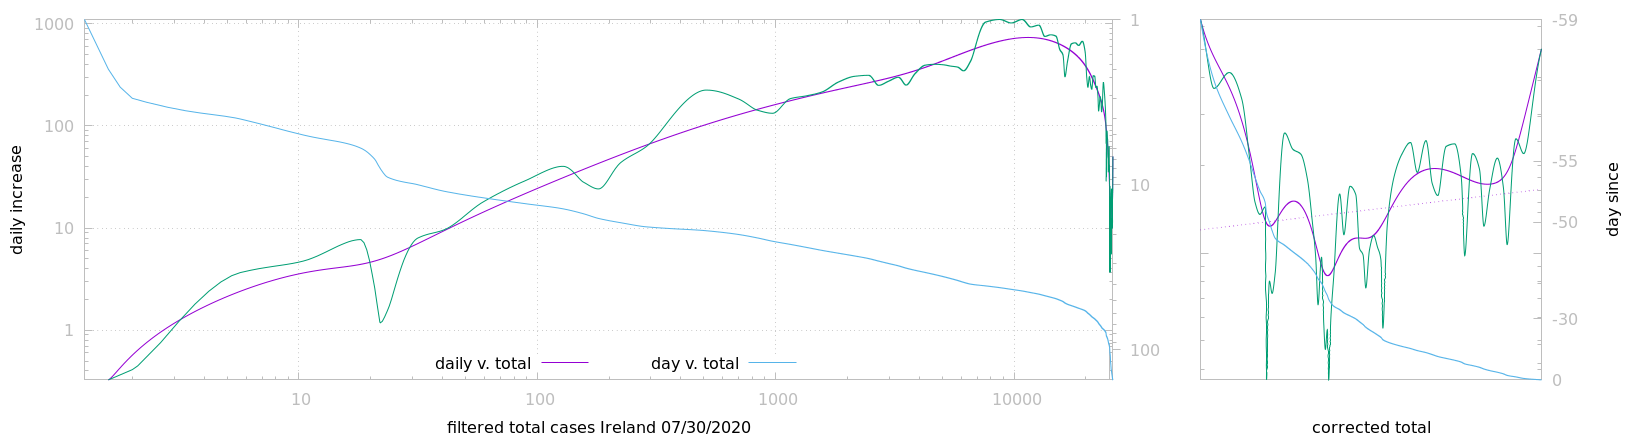 1000
100
10
1
daily increase
10
100
1000
10000
1
10
100
daily v. total
day v. total
filtered total cases Ireland 07/30/2020
-59
-55
-50
-30
0
day since
corrected total